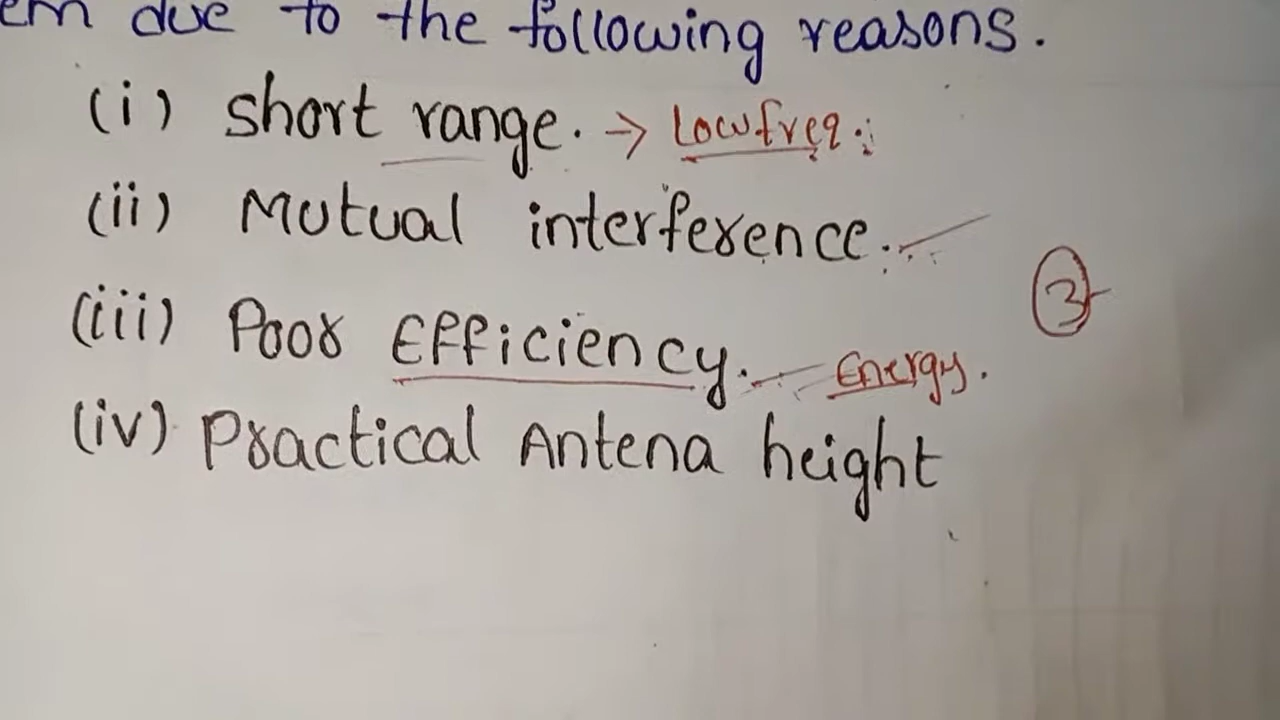 em due to the following reasons.
(i) Short range. → Low freq.
(ii) Mutual interference.
(iii) Poor Efficiency. Energy.
(iv) Practical Antena height
3